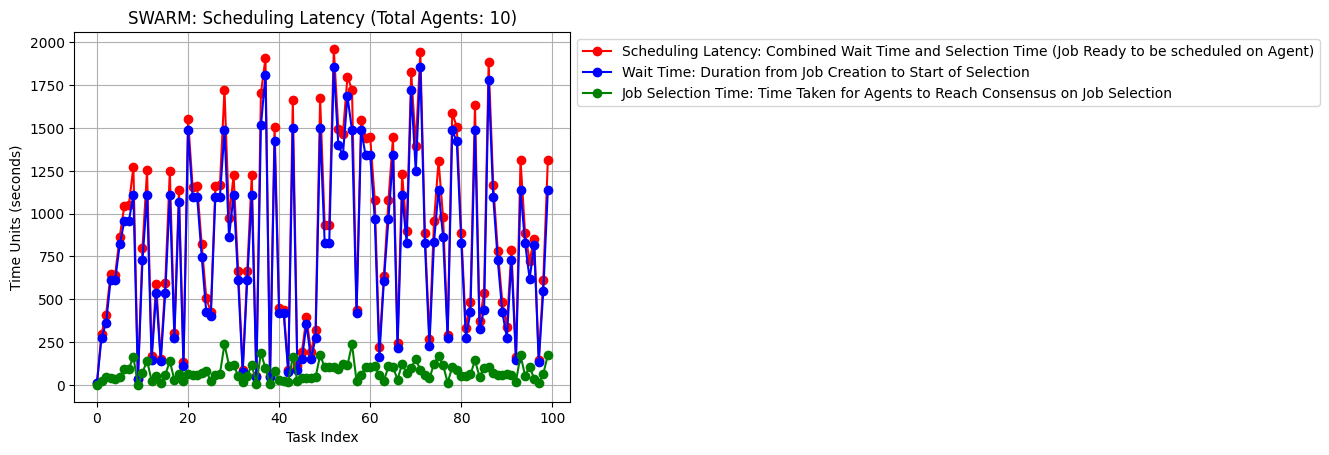 SWARM: Scheduling Latency (Total Agents: 10)
Scheduling Latency: Combined Wait Time and Selection Time (Job Ready to be scheduled on Agent)
Wait Time: Duration from Job Creation to Start of Selection
Job Selection Time: Time Taken for Agents to Reach Consensus on Job Selection
Time Units (seconds)
2000
1750
1500
1250
1000
750
500
250
0
0 20 40 60 80 100
Task Index